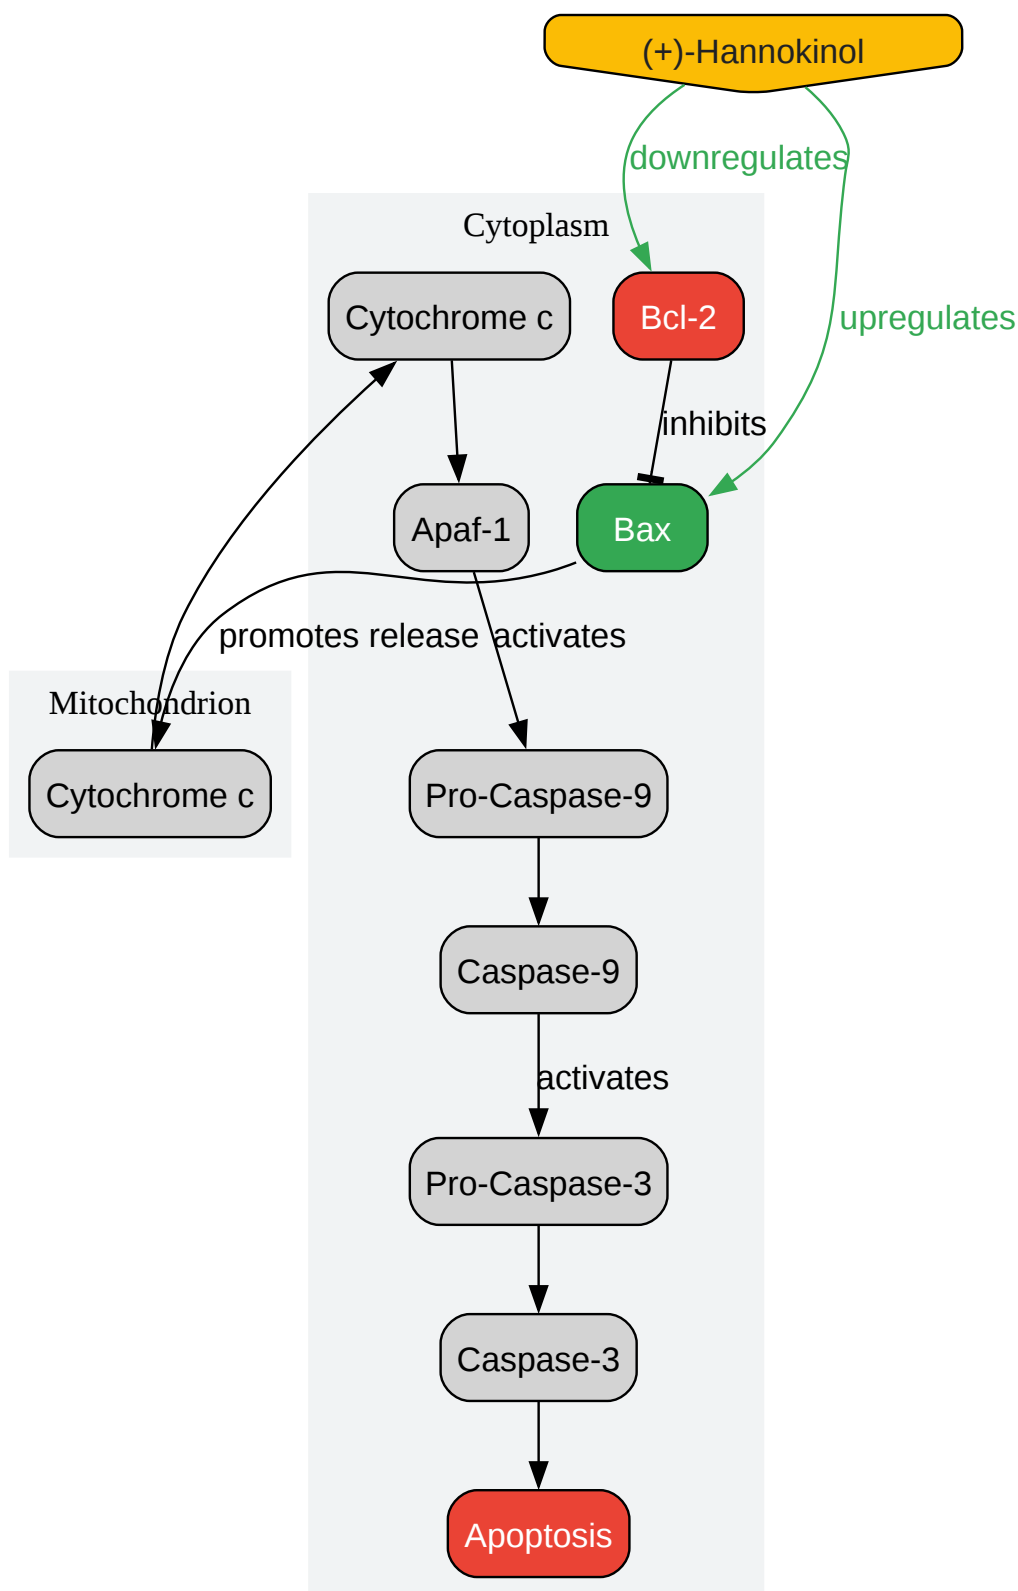 (+)-Hannokinol
downregulates
Cytoplasm
Cytochrome c
Bcl-2
upregulates
inhibits
Apaf-1
Bax
promotes release
activates
Mitochondrion
Cytochrome c
Pro-Caspase-9
Caspase-9
activates
Pro-Caspase-3
Caspase-3
Apoptosis